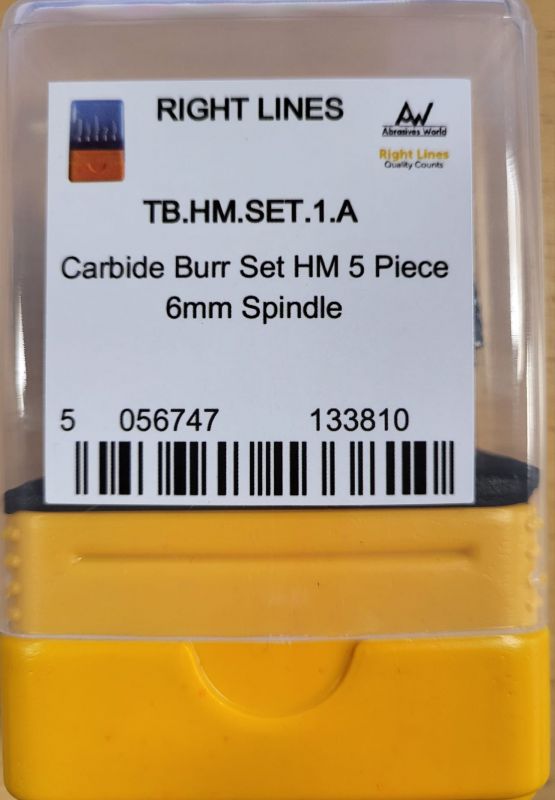 RIGHT LINES
AW
Abrasives World
Right Lines
Quality Counts
TB.HM.SET.1.A
Carbide Burr Set HM 5 Piece
6mm Spindle
5 056747 133810